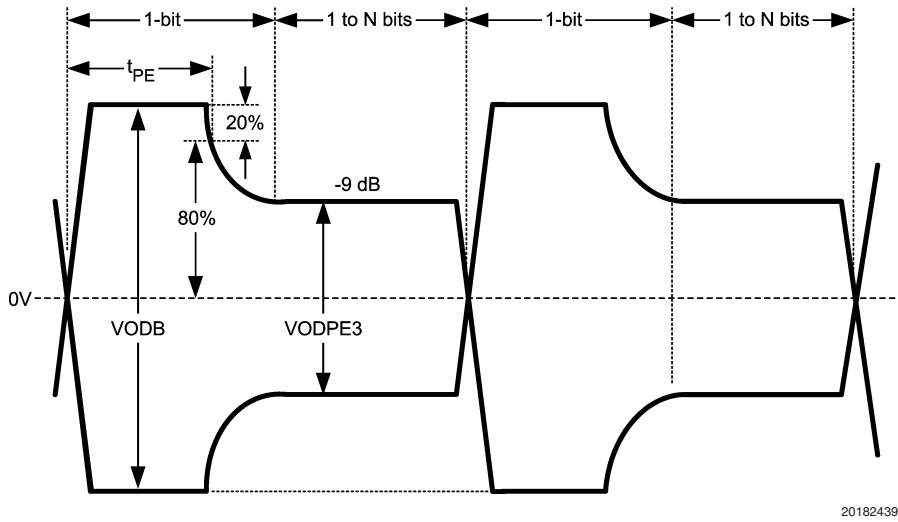 1-bit
1 to N bits
1-bit
1 to N bits
tPE
20%
-9 dB
80%
0V
VODB
VODPE3
20182439